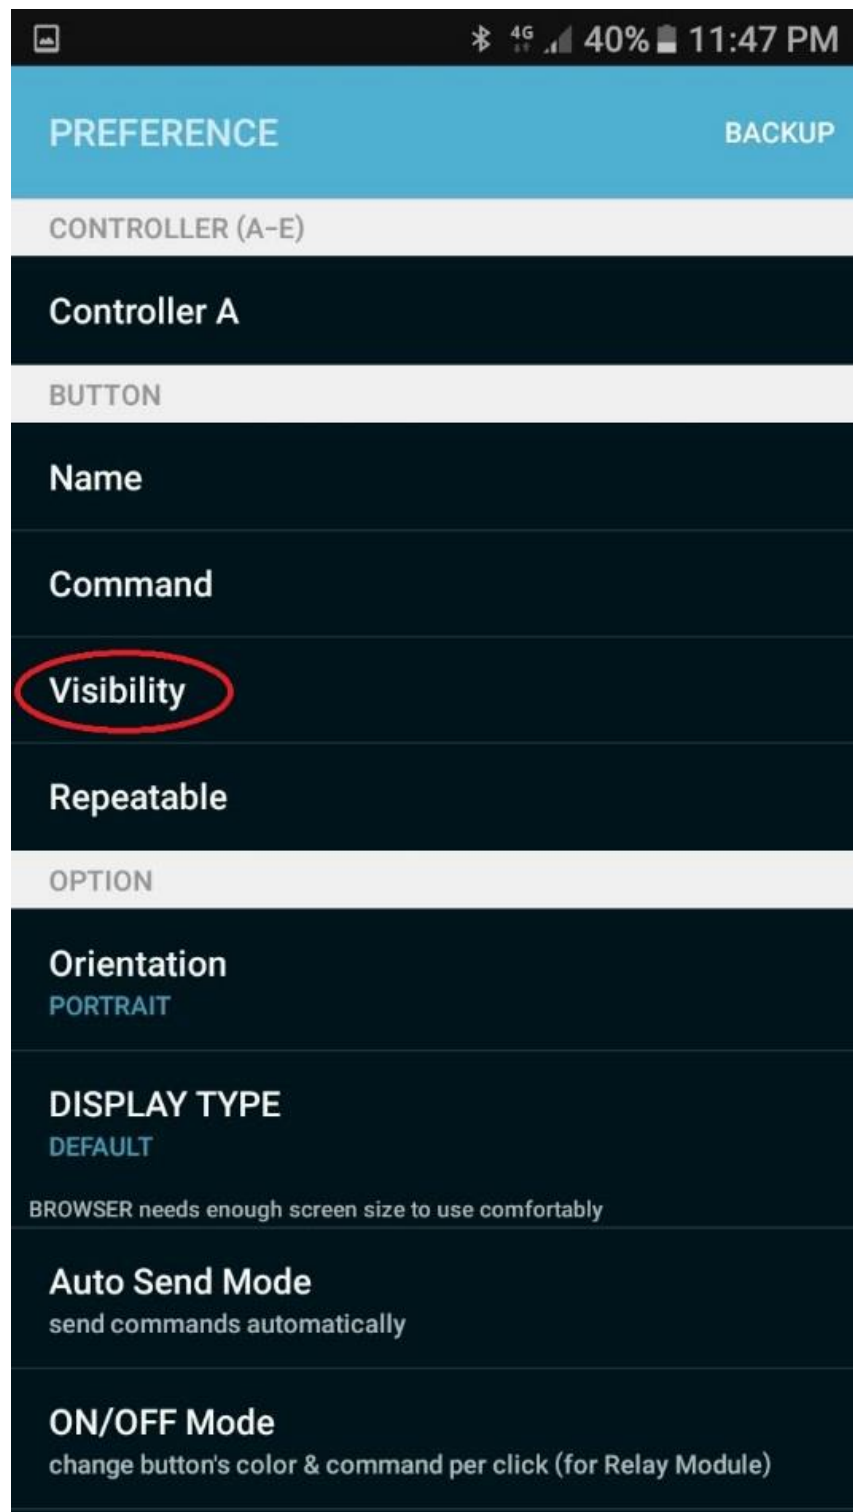 4G 40% 11:47 PM
PREFERENCE BACKUP
CONTROLLER (A-E)
Controller A
BUTTON
Name
Command
Visibility
Repeatable
OPTION
Orientation
PORTRAIT
DISPLAY TYPE
DEFAULT
BROWSER needs enough screen size to use comfortably
Auto Send Mode
send commands automatically
ON/OFF Mode
change button's color & command per click (for Relay Module)